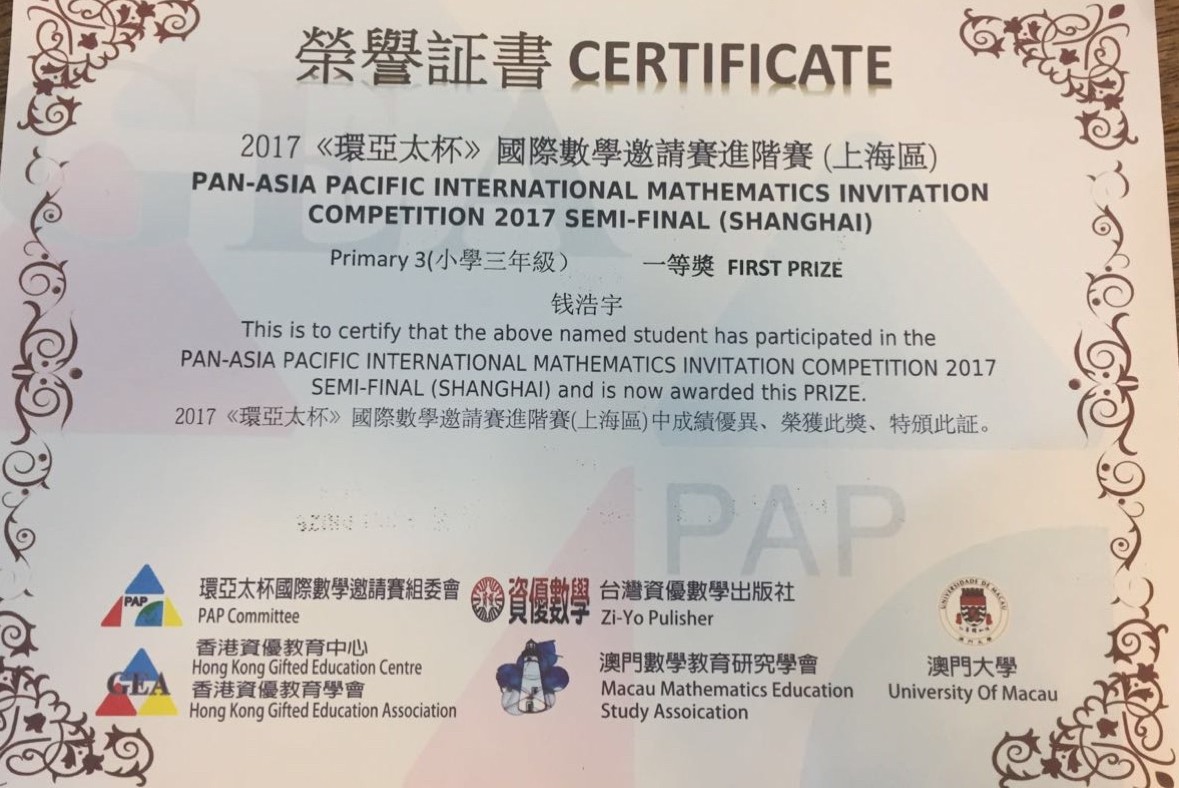 榮譽証書 CERTIFICATE
2017《環亞太杯》國際數學邀請賽進階賽 (上海區)
PAN-ASIA PACIFIC INTERNATIONAL MATHEMATICS INVITATION
COMPETITION 2017 SEMI-FINAL (SHANGHAI)
Primary 3(小學三年級) 一等獎 FIRST PRIZE
钱浩宇
This is to certify that the above named student has participated in the
PAN-ASIA PACIFIC INTERNATIONAL MATHEMATICS INVITATION COMPETITION 2017
SEMI-FINAL (SHANGHAI) and is now awarded this PRIZE.
2017《環亞太杯》國際數學邀請賽進階賽(上海區)中成績優異、榮獲此獎、特頒此証。
GEA
PAP
PAP
環亞太杯國際數學邀請賽組委會
PAP Committee
資優數學
台灣資優數學出版社
Zi-Yo Pulisher
UNIVERSIDADE DE MACAU
澳門大學
GEA
香港資優教育中心
Hong Kong Gifted Education Centre
香港資優教育學會
Hong Kong Gifted Education Association
澳門數學教育研究學會
Macau Mathematics Education
Study Assoication
澳門大學
University Of Macau